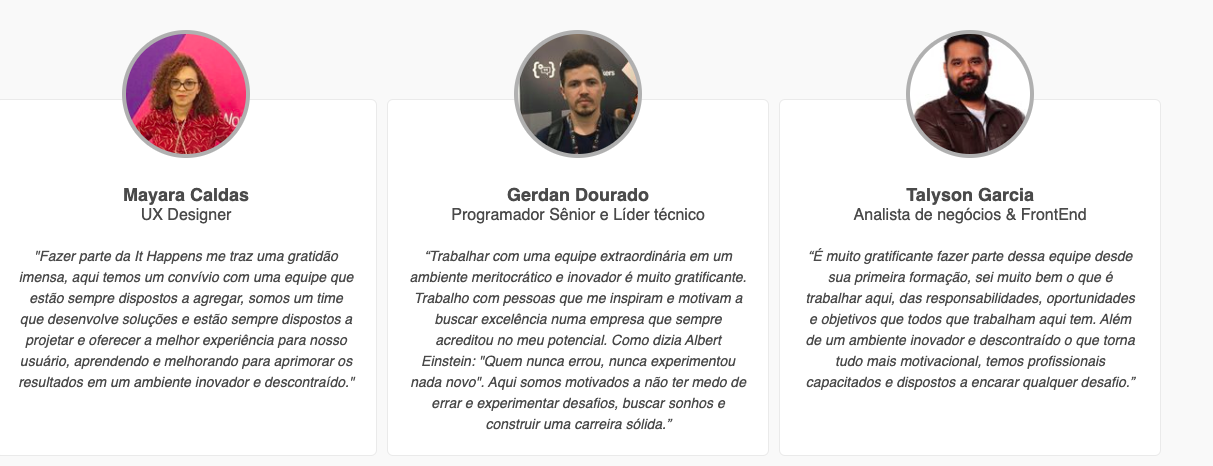 Mayara Caldas
UX Designer
"Fazer parte da It Happens me traz uma gratidão
imensa, aqui temos um convívio com uma equipe que
estão sempre dispostos a agregar, somos um time
que desenvolve soluções e estão sempre dispostos a
projetar e oferecer a melhor experiência para nosso
usuário, aprendendo e melhorando para aprimorar os
resultados em um ambiente inovador e descontraído."
Gerdan Dourado
Programador Sênior e Líder técnico
“Trabalhar com uma equipe extraordinária em um
ambiente meritocrático e inovador é muito gratificante.
Trabalho com pessoas que me inspiram e motivam a
buscar excelência numa empresa que sempre
acreditou no meu potencial. Como dizia Albert
Einstein: "Quem nunca errou, nunca experimentou
nada novo". Aqui somos motivados a não ter medo de
errar e experimentar desafios, buscar sonhos e
construir uma carreira sólida.”
Talyson Garcia
Analista de negócios & FrontEnd
“É muito gratificante fazer parte dessa equipe desde
sua primeira formação, sei muito bem o que é
trabalhar aqui, das responsabilidades, oportunidades
e objetivos que todos que trabalham aqui tem. Além
de um ambiente inovador e descontraído o que torna
tudo mais motivacional, temos profissionais
capacitados e dispostos a encarar qualquer desafio.”